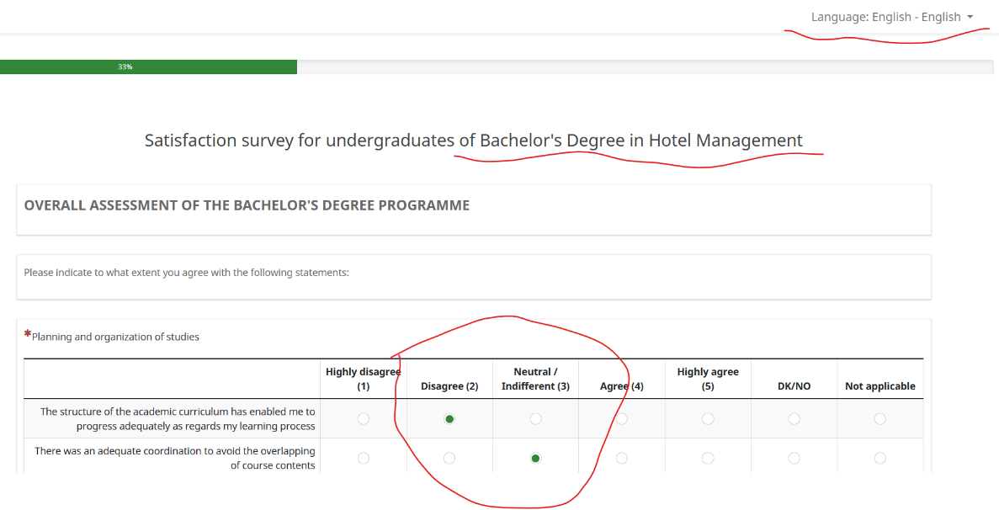 Language: English - English
33%
Satisfaction survey for undergraduates of Bachelor's Degree in Hotel Management
OVERALL ASSESSMENT OF THE BACHELOR'S DEGREE PROGRAMME
Please indicate to what extent you agree with the following statements:
*Planning and organization of studies
Highly disagree (1)
Disagree (2)
Neutral / Indifferent (3)
Agree (4)
Highly agree (5)
DK/NO
Not applicable
The structure of the academic curriculum has enabled me to
progress adequately as regards my learning process
There was an adequate coordination to avoid the overlapping
of course contents